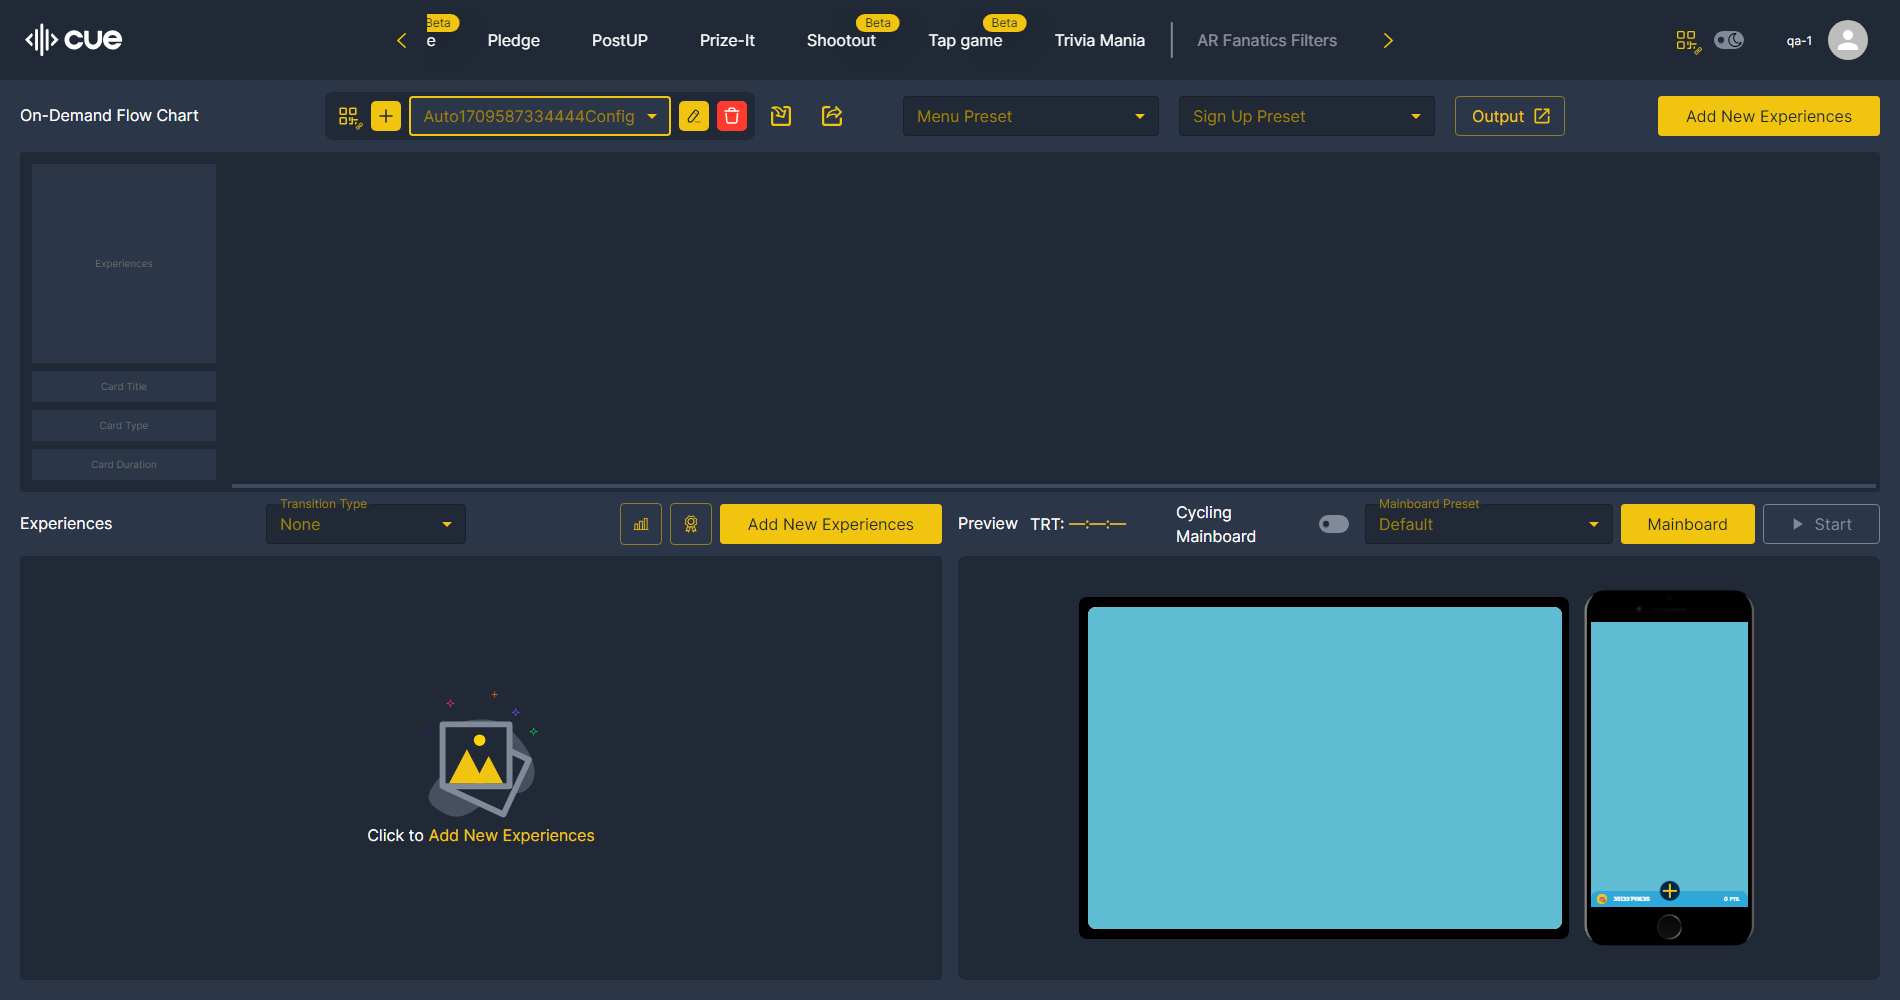 cue
Beta
e
Pledge
PostUP
Prize-It
Shootout
Beta
Tap game
Beta
Trivia Mania
AR Fanatics Filters
qa-1
On-Demand Flow Chart
Auto1709587334444Config
Menu Preset
Sign Up Preset
Output
Add New Experiences
Experiences
Card Title
Card Type
Card Duration
Experiences
Transition Type
None
Add New Experiences
Preview
TRT: —:—:—
Cycling
Mainboard
Mainboard Preset
Default
Mainboard
Start
Click to Add New Experiences
0 PTS.